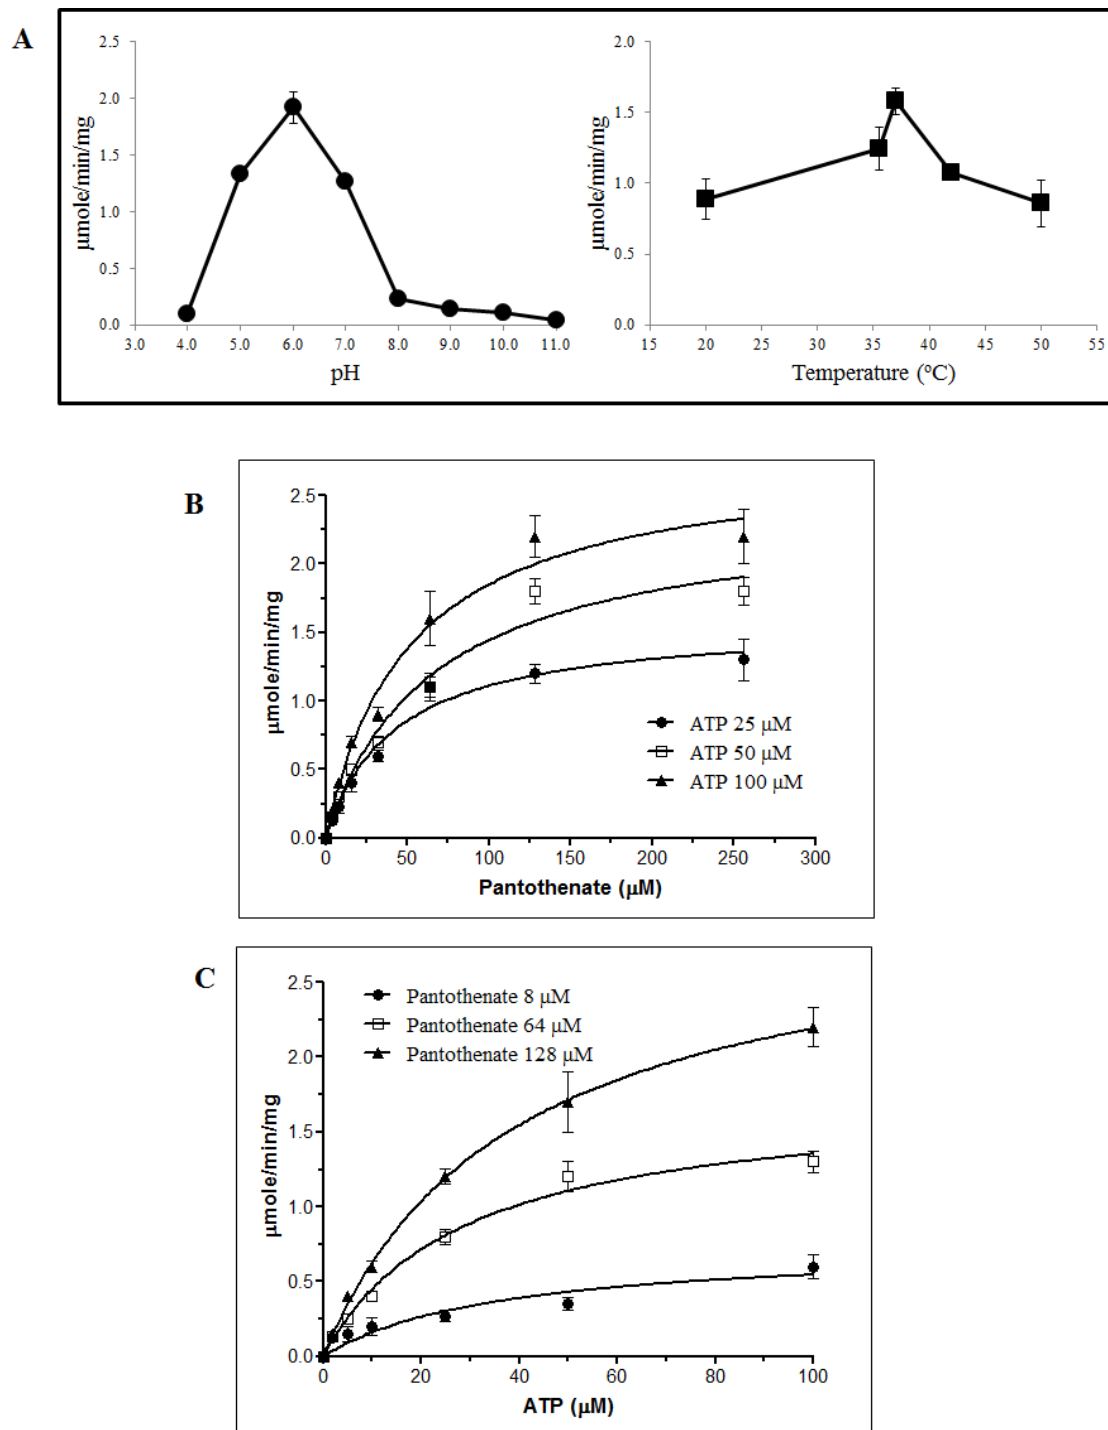 A
2.5
2.0
1.5
1.0
0.5
0.0
µmole/min/mg
3.0 4.0 5.0 6.0 7.0 8.0 9.0 10.0 11.0
pH
2.0
1.5
1.0
0.5
0.0
µmole/min/mg
15 20 25 30 35 40 45 50 55
Temperature (ºC)
B
2.5
2.0
1.5
1.0
0.5
0.0
µmole/min/mg
ATP 25 µM
ATP 50 µM
ATP 100 µM
0 50 100 150 200 250 300
Pantothenate (µM)
C
2.5
2.0
1.5
1.0
0.5
0.0
µmole/min/mg
Pantothenate 8 µM
Pantothenate 64 µM
Pantothenate 128 µM
0 20 40 60 80 100
ATP (µM)